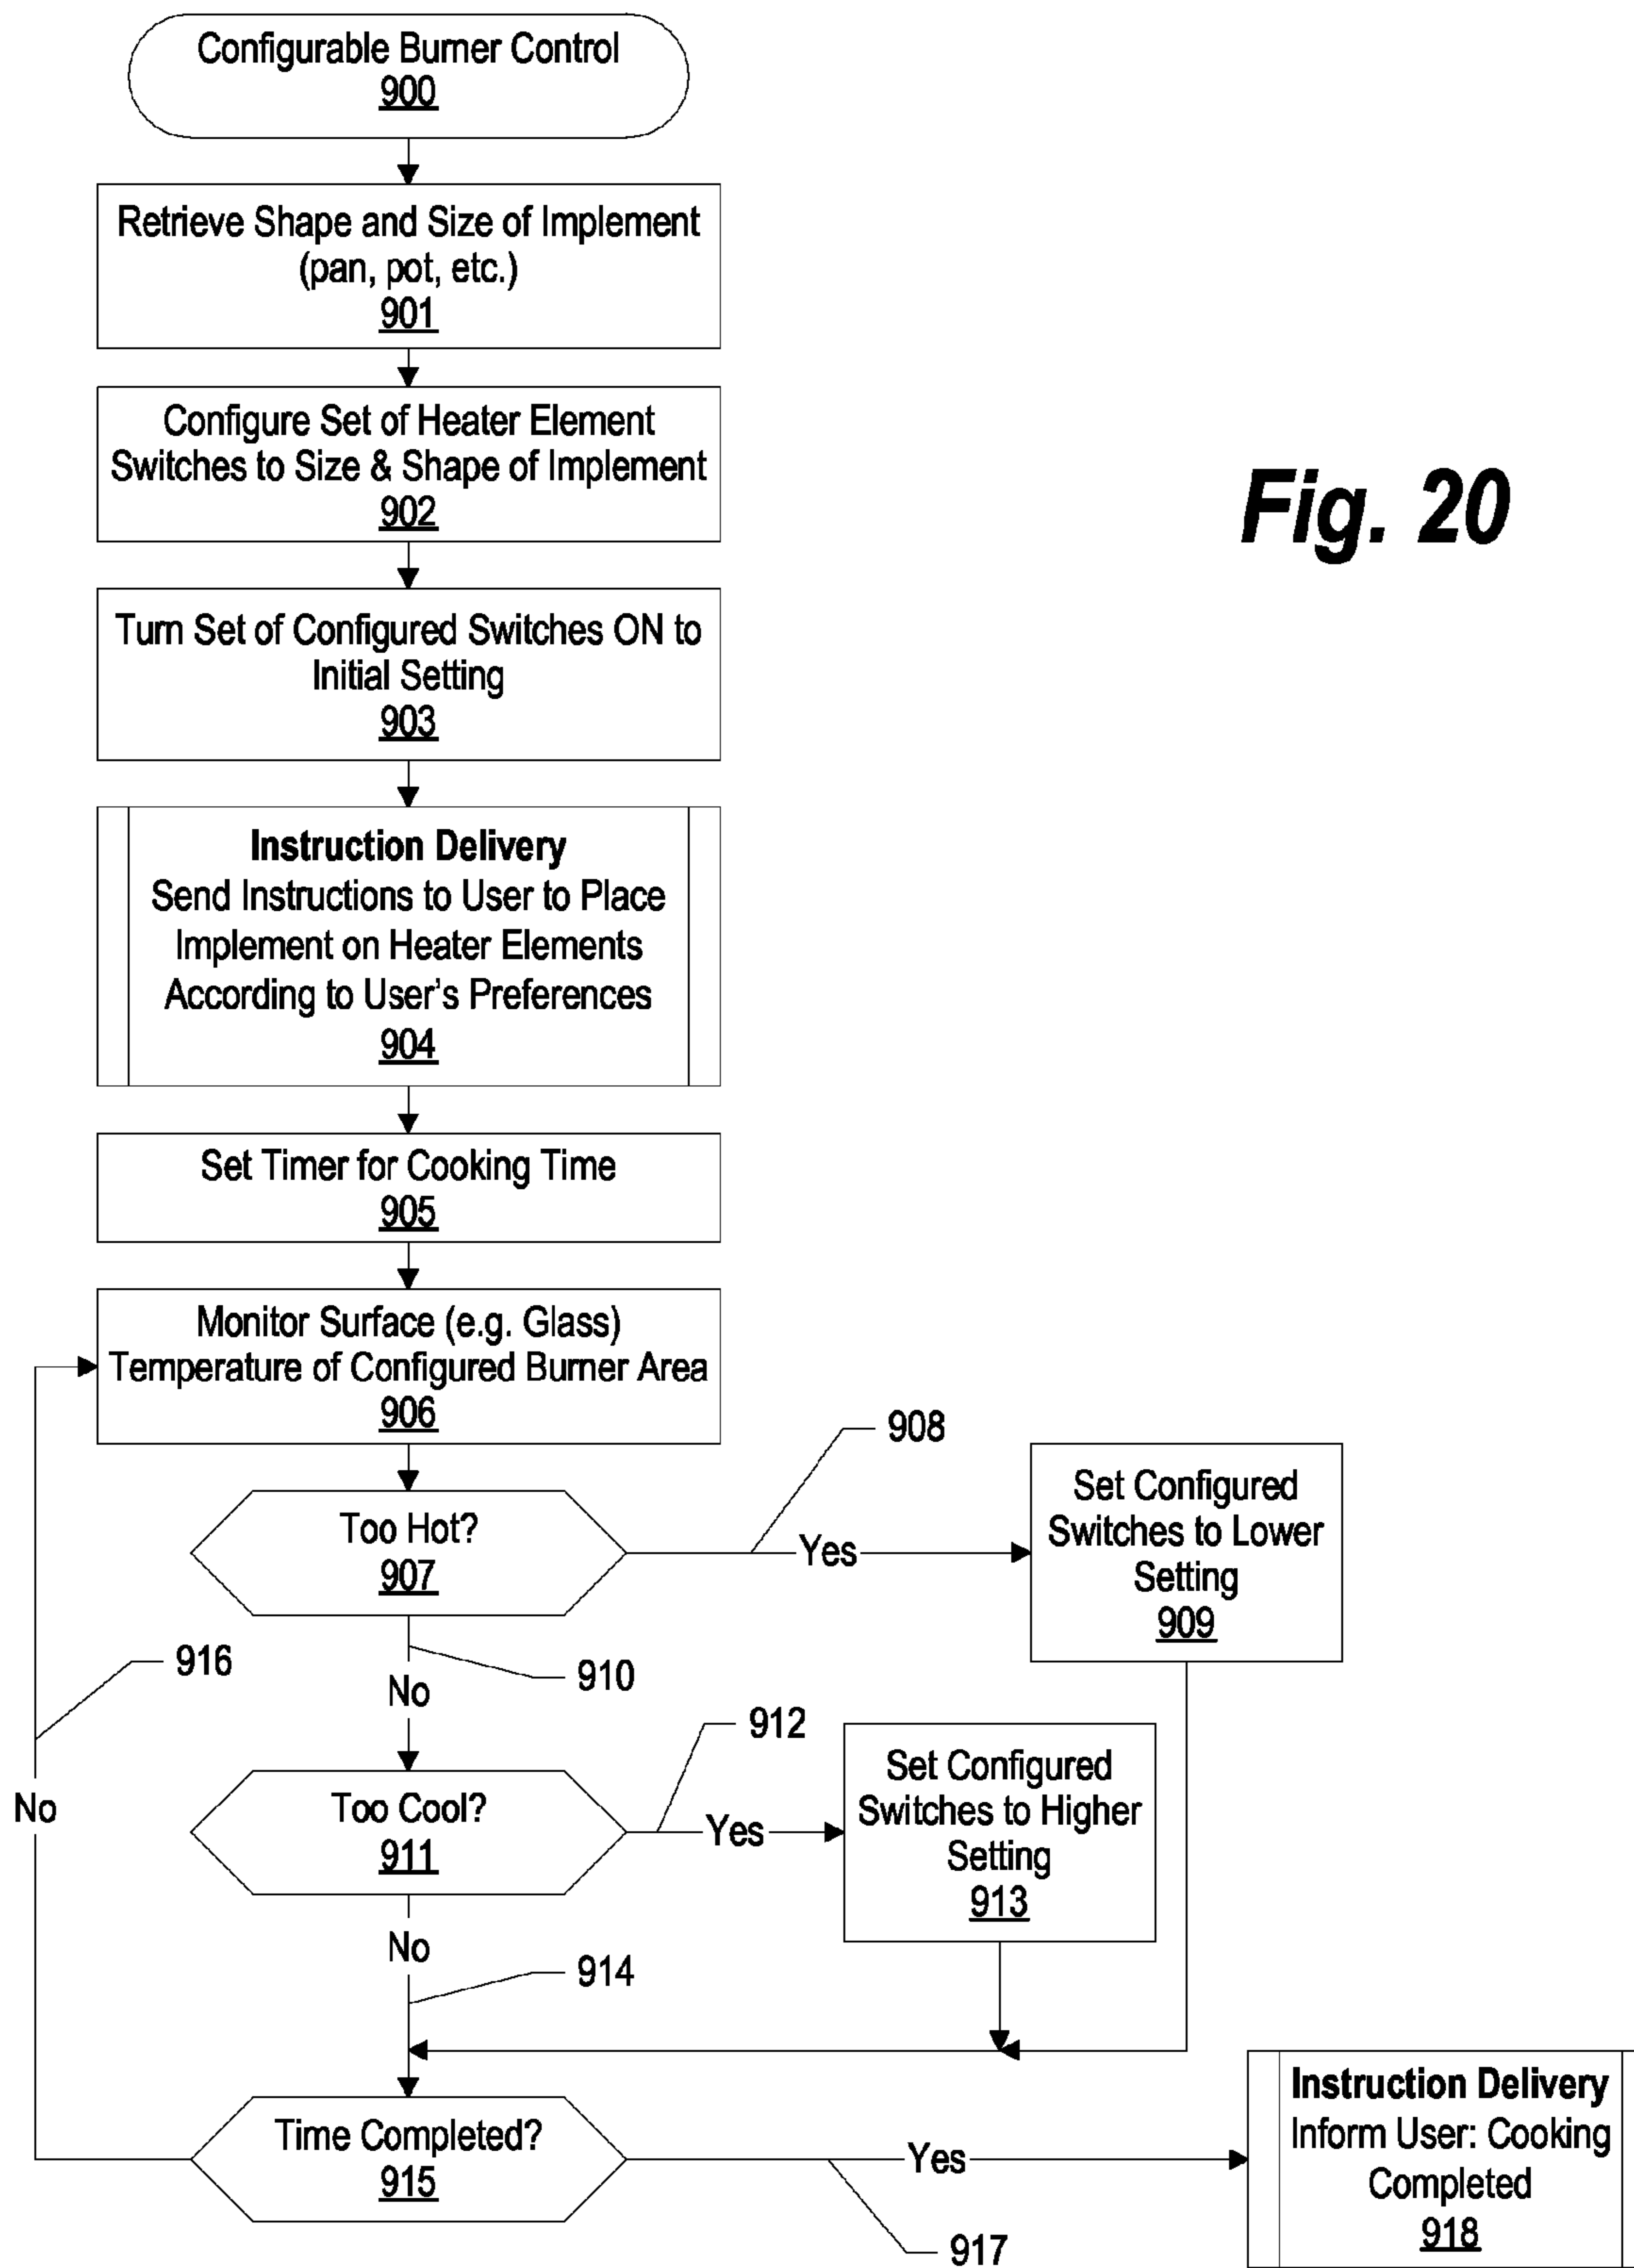 Configurable Burner Control
900
Retrieve Shape and Size of Implement
(pan, pot, etc.)
901
Configure Set of Heater Element
Switches to Size & Shape of Implement
902
Fig. 20
Turn Set of Configured Switches ON to
Initial Setting
903
Instruction Delivery
Send Instructions to User to Place
Implement on Heater Elements
According to User's Preferences
904
Set Timer for Cooking Time
905
Monitor Surface (e.g. Glass)
Temperature of Configured Burner Area
906
908
Too Hot?
907
Yes
Set Configured
Switches to Lower
Setting
909
916
910
No
912
No
Too Cool?
911
Yes
Set Configured
Switches to Higher
Setting
913
No
914
Time Completed?
915
Yes
917
Instruction Delivery
Inform User: Cooking
Completed
918